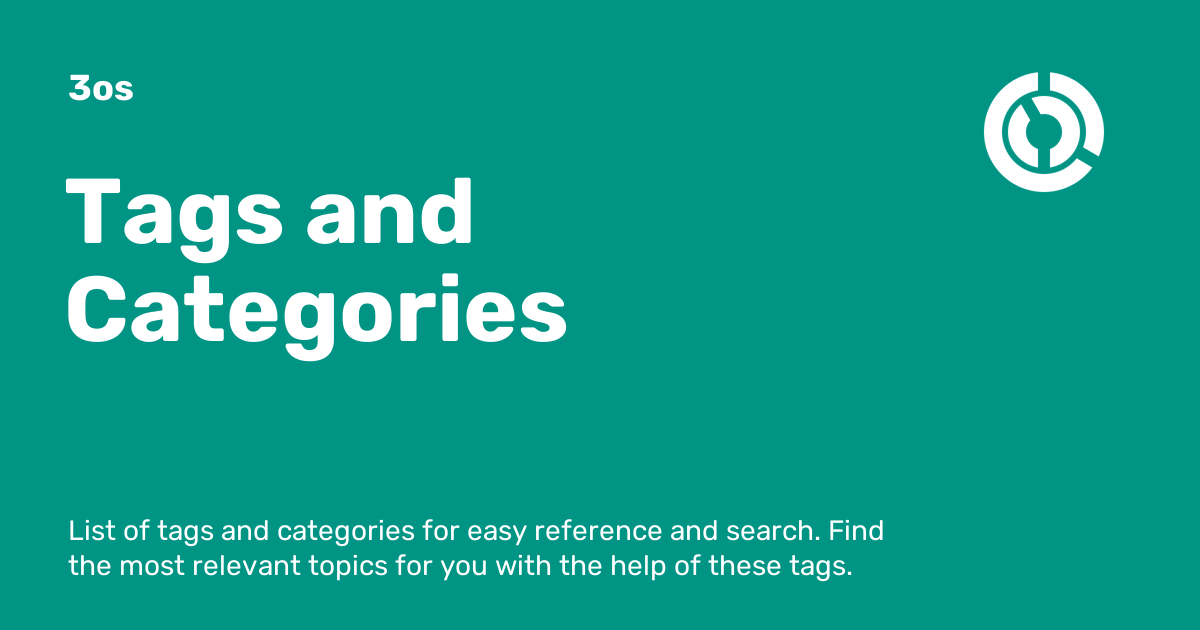 3os
Tags and
Categories
List of tags and categories for easy reference and search. Find
the most relevant topics for you with the help of these tags.